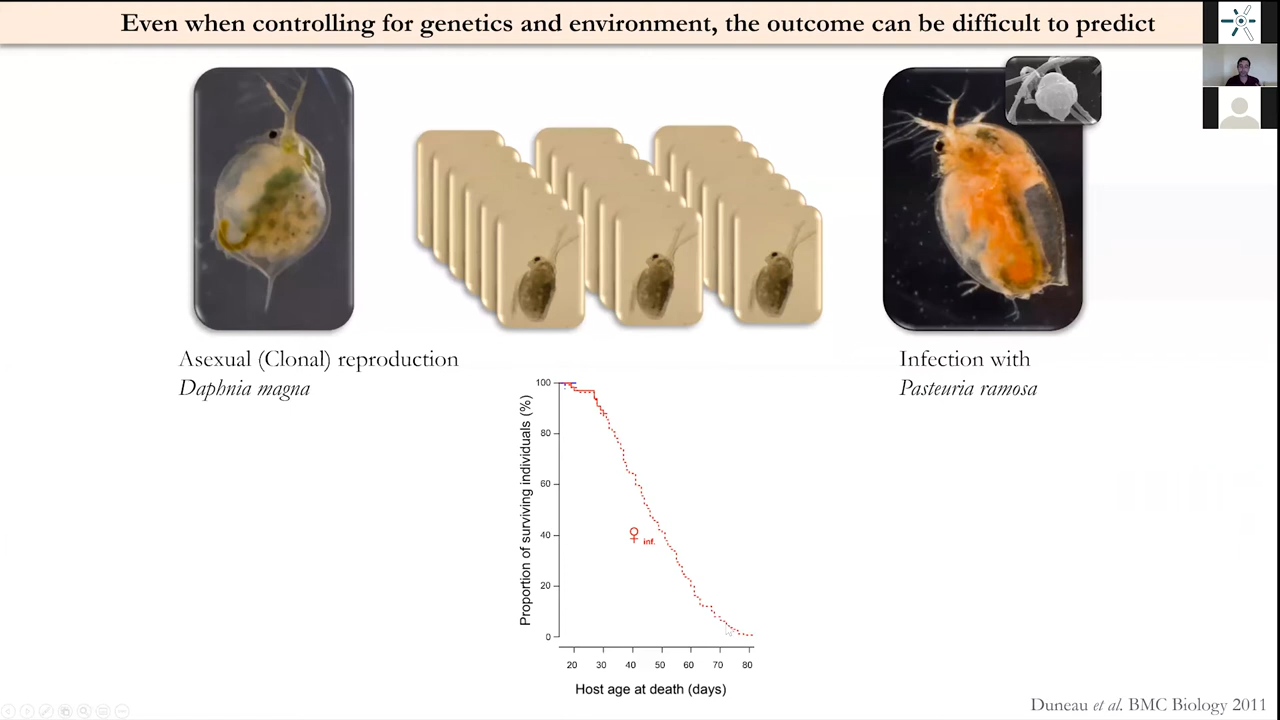 Even when controlling for genetics and environment, the outcome can be difficult to predict
Asexual (Clonal) reproduction
Daphnia magna
Infection with
Pasteuria ramosa
Proportion of surviving individuals (%)
100
80
60
40
20
0
♀ inf.
20 30 40 50 60 70 80
Host age at death (days)
Duneau et al. BMC Biology 2011